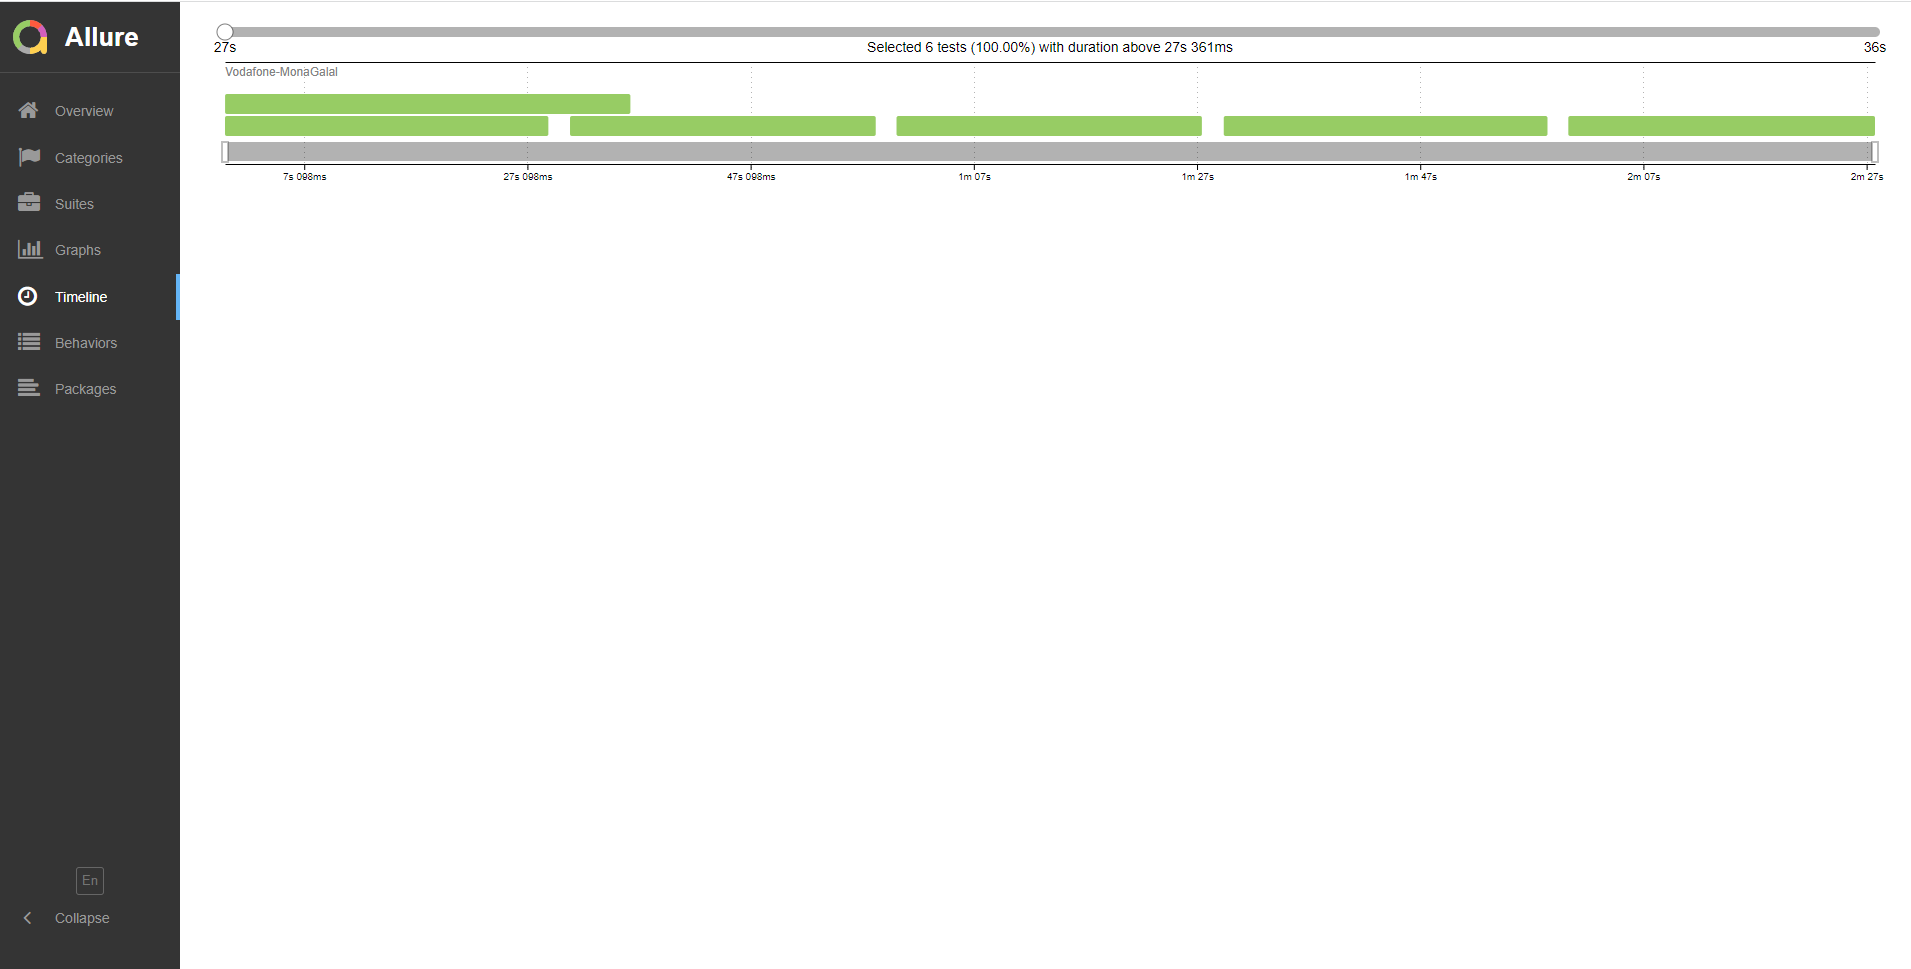 Allure
Overview
Categories
Suites
Graphs
Timeline
Behaviors
Packages
En
Collapse
27s
Selected 6 tests (100.00%) with duration above 27s 361ms
36s
Vodafone-MonaGalal
7s 098ms
27s 098ms
47s 098ms
1m 07s
1m 27s
1m 47s
2m 07s
2m 27s